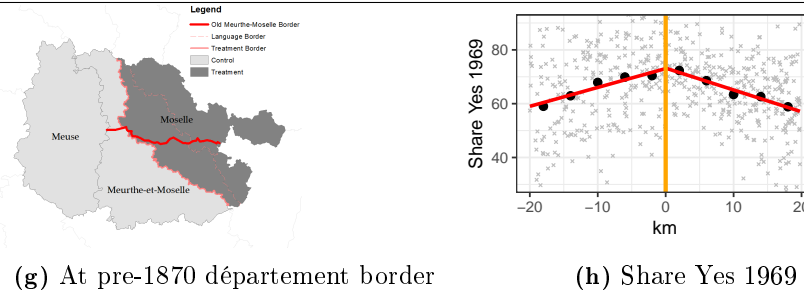 Legend
Old Meurthe-Moselle Border
Language Border
Treatment Border
Control
Treatment
Moselle
Meuse
Meurthe-et-Moselle
Share Yes 1969
80
60
40
−20
−10
0
10
20
km
(g) At pre-1870 département border
(h) Share Yes 1969